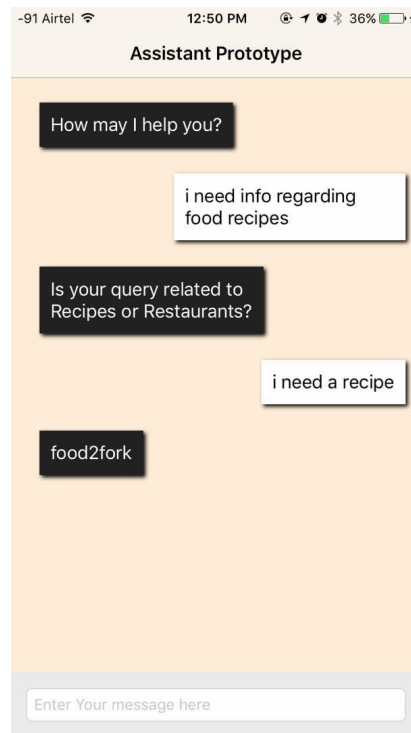 -91 Airtel 12:50 PM 36%
Assistant Prototype
How may I help you?
i need info regarding
food recipes
Is your query related to
Recipes or Restaurants?
i need a recipe
food2fork
Enter Your message here